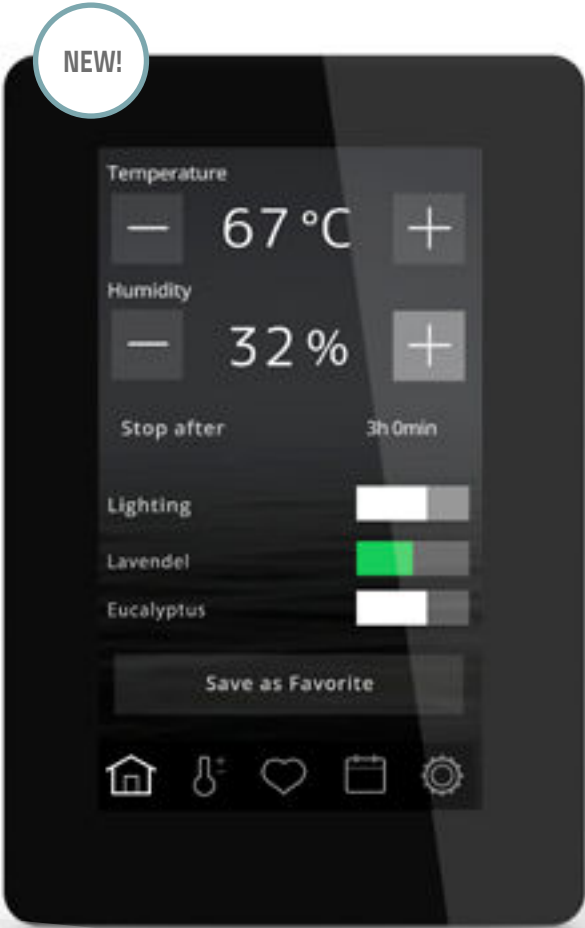 NEW!
Temperature
67 °C
Humidity
32 %
Stop after 3h 0min
Lighting
Lavendel
Eucalyptus
Save as Favorite